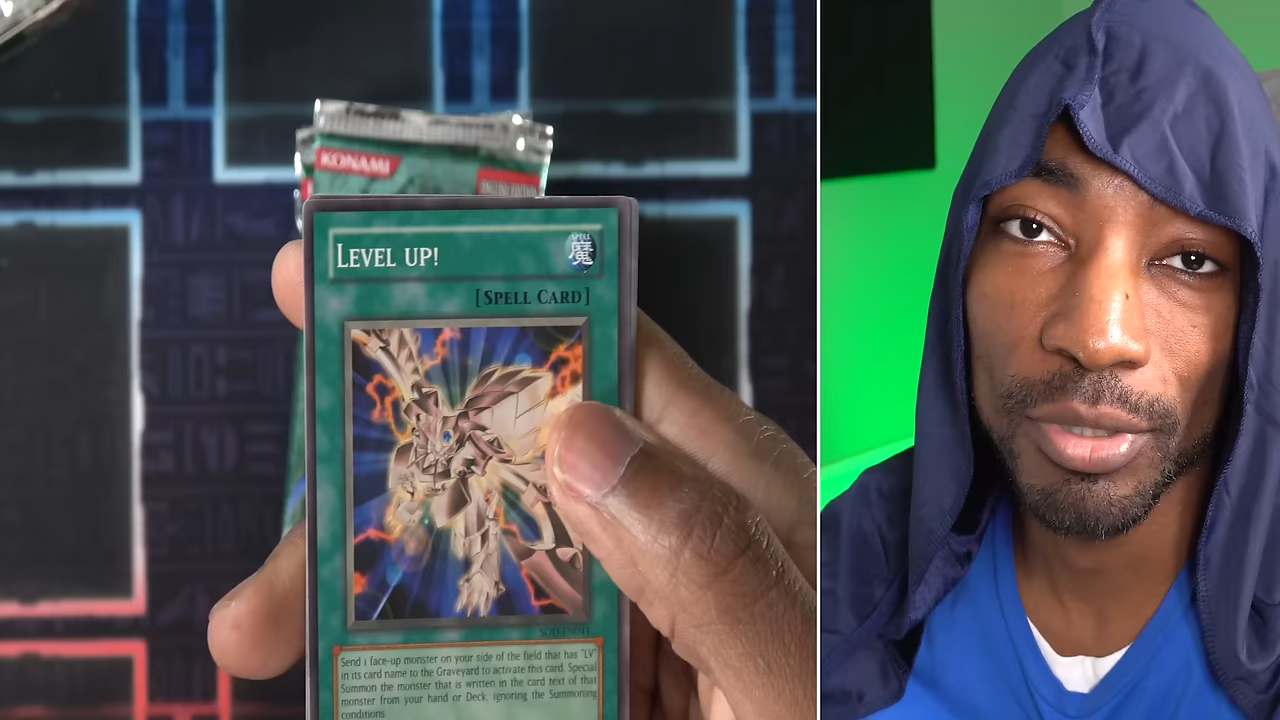 KONAMI
LEVEL UP!
魔
[SPELL CARD]
SOD-EN041
Send 1 face-up monster on your side of the field that has "LV"
in its card name to the Graveyard to activate this card. Special
Summon the monster that is written in the card text of that
monster from your hand or Deck, ignoring the Summoning
conditions.